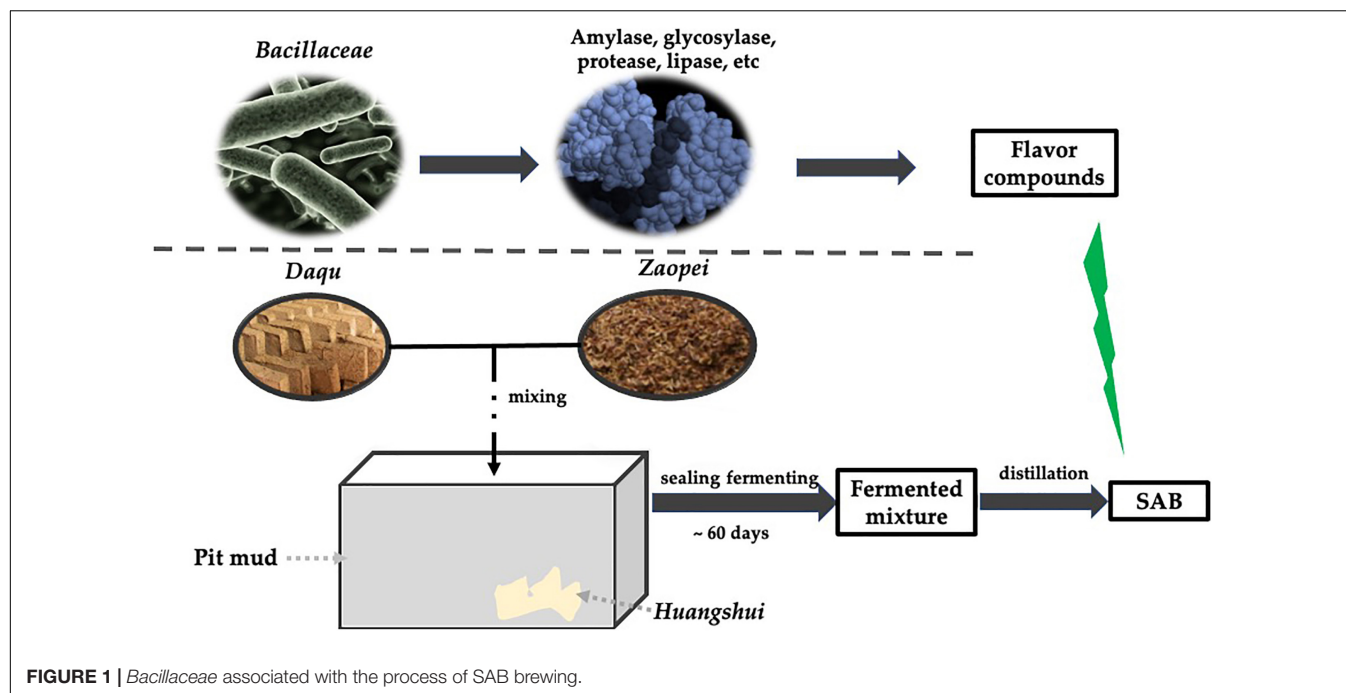 Bacillaceae
Amylase, glycosylase,
protease, lipase, etc
Flavor
compounds
Daqu
Zaopei
mixing
sealing fermenting
~ 60 days
Fermented
mixture
distillation
SAB
Pit mud
Huangshui
FIGURE 1 | Bacillaceae associated with the process of SAB brewing.